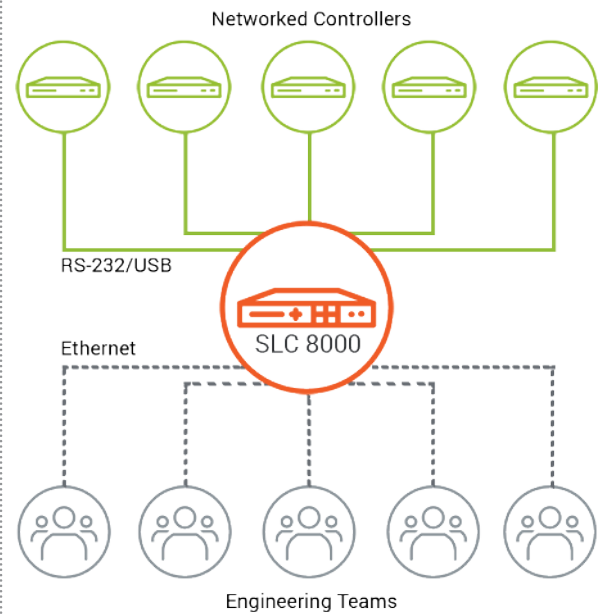 Networked Controllers
RS-232/USB
SLC 8000
Ethernet
Engineering Teams